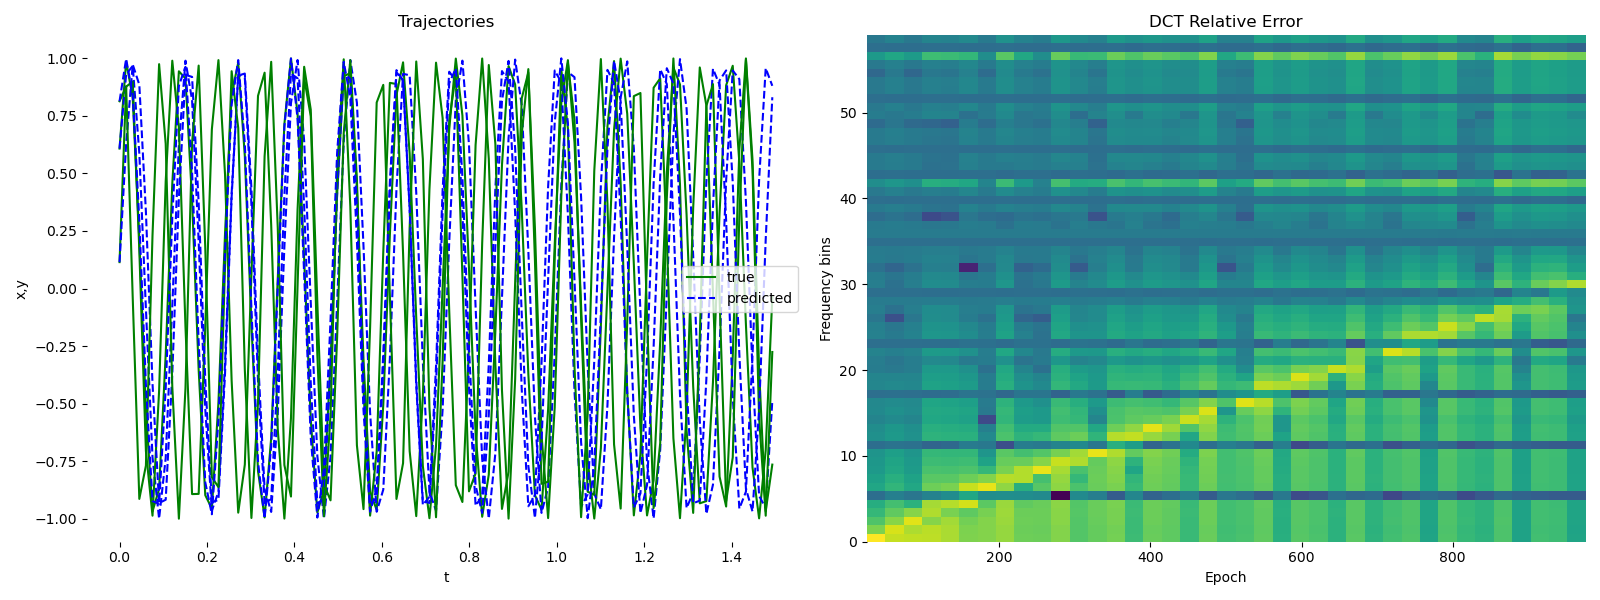 Trajectories
1.00
0.75
0.50
0.25
0.00
−0.25
−0.50
−0.75
−1.00
x,y
0.0 0.2 0.4 0.6 0.8 1.0 1.2 1.4
t
true
predicted
DCT Relative Error
50
40
30
20
10
0
Frequency bins
200 400 600 800
Epoch